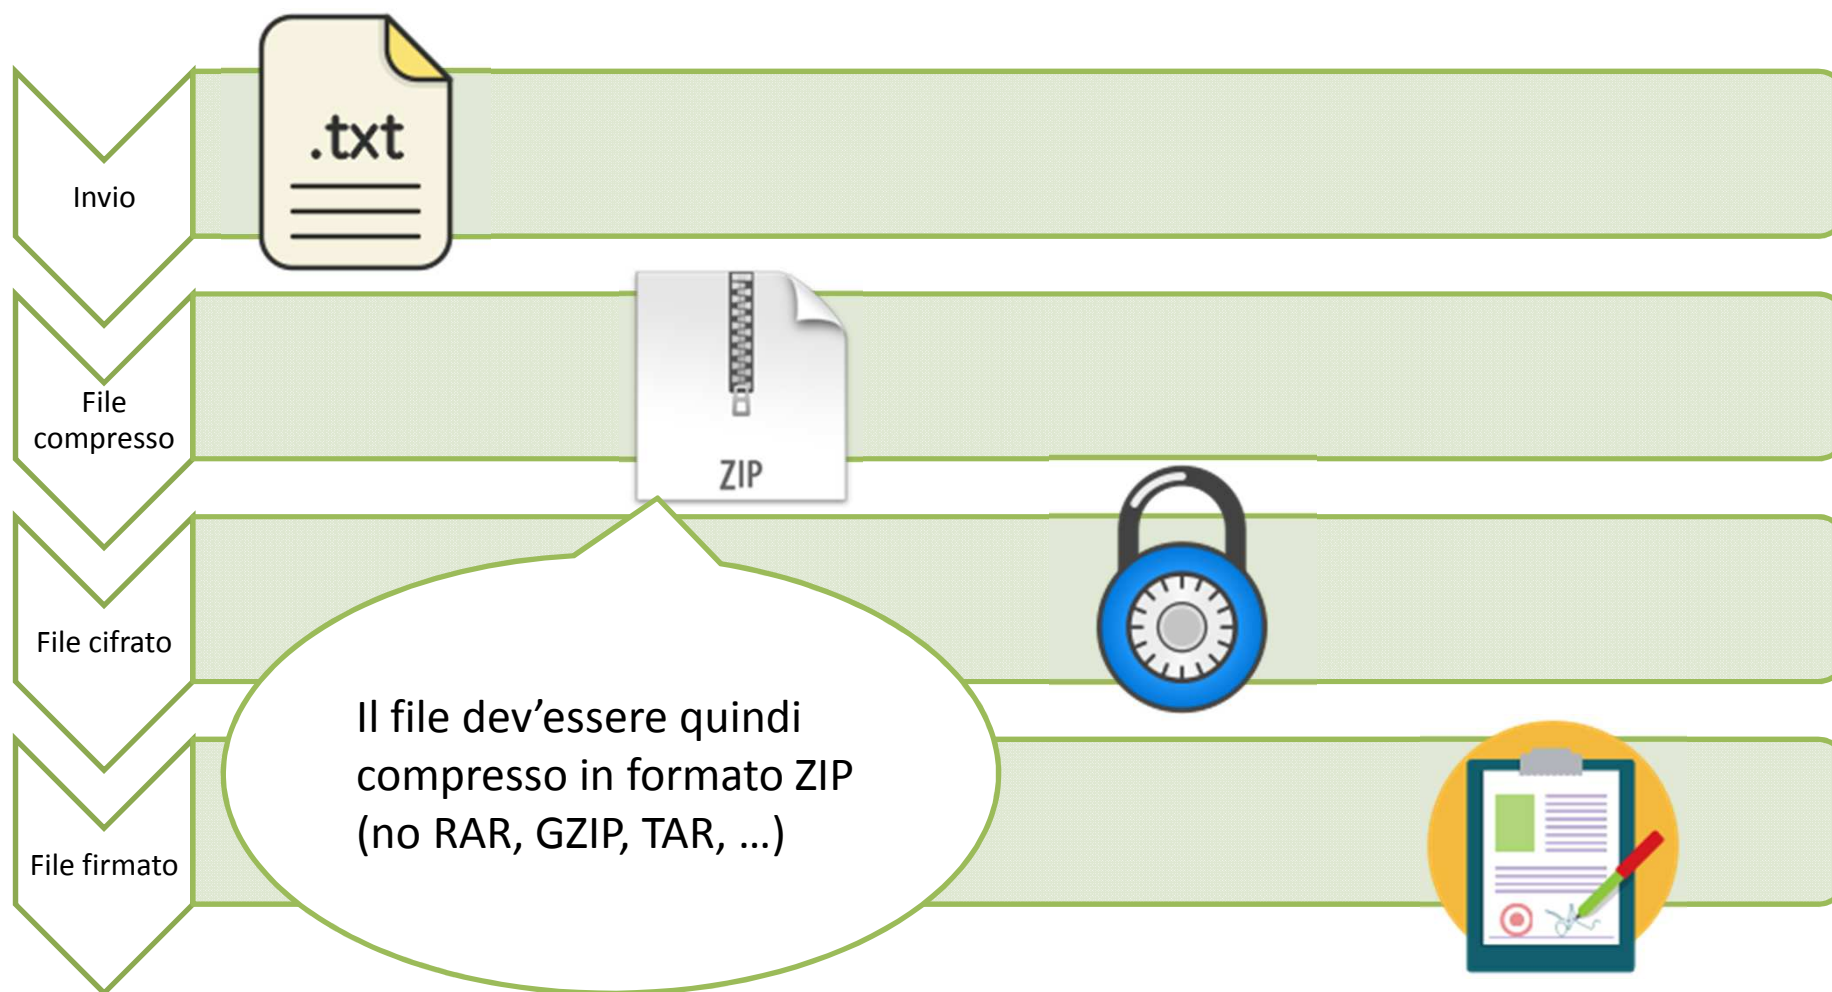 .txt
Invio
File
compresso
ZIP
File cifrato
Il file dev’essere quindi
compresso in formato ZIP
(no RAR, GZIP, TAR, …)
File firmato